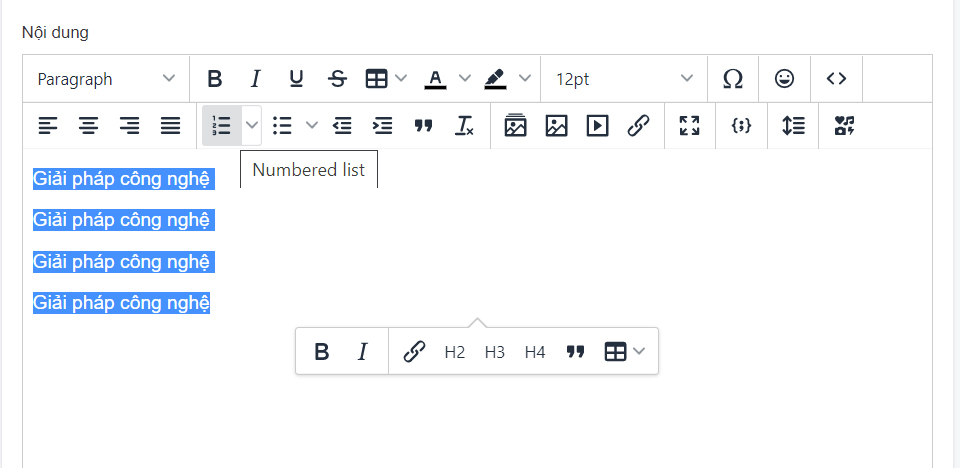 Nội dung
Paragraph B I U S A 12pt Ω <>
{;}
Numbered list
Giải pháp công nghệ
Giải pháp công nghệ
Giải pháp công nghệ
Giải pháp công nghệ
B I H2 H3 H4